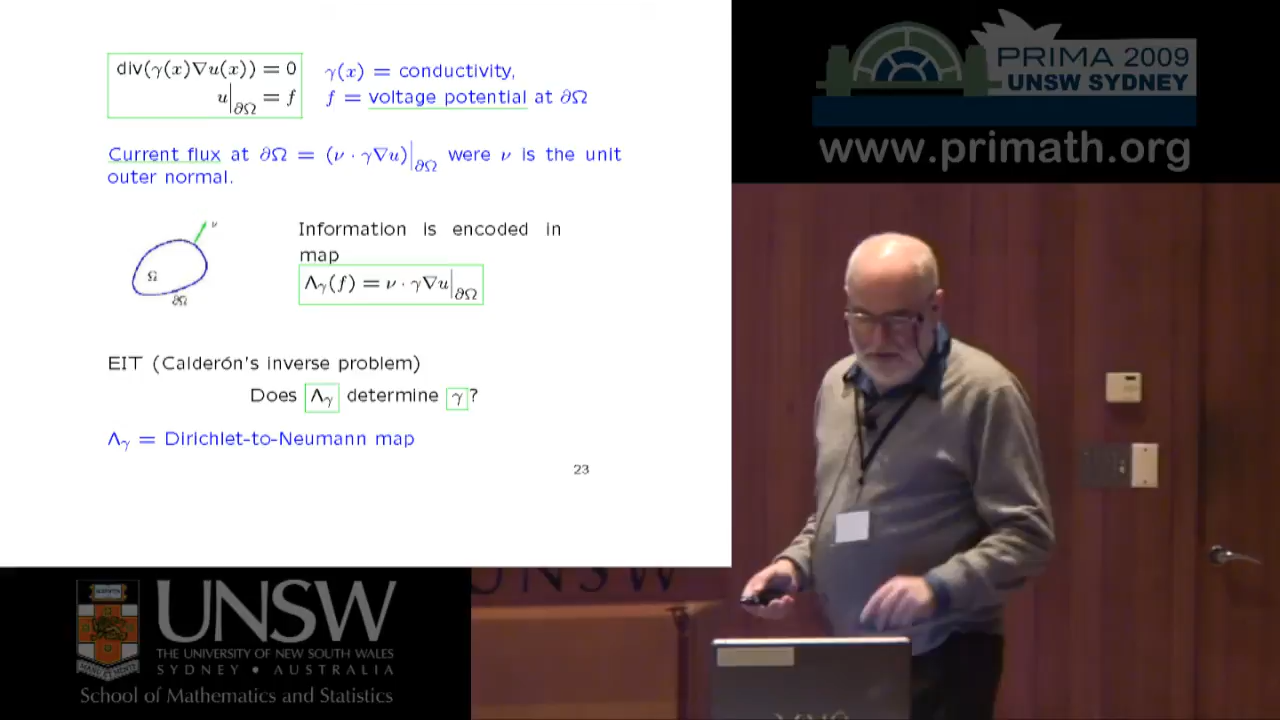 div(γ(x)∇u(x)) = 0
u|∂Ω = f
γ(x) = conductivity,
f = voltage potential at ∂Ω
Current flux at ∂Ω = (ν · γ∇u)|∂Ω were ν is the unit
outer normal.
ν
Ω
∂Ω
Information is encoded in
map
Λγ(f) = ν · γ∇u|∂Ω
EIT (Calderón's inverse problem)
Does Λγ determine γ?
Λγ = Dirichlet-to-Neumann map
23
PRIMA 2009
UNSW SYDNEY
www.primath.org
UNSW
UNSW
THE UNIVERSITY OF NEW SOUTH WALES
SYDNEY • AUSTRALIA
School of Mathematics and Statistics